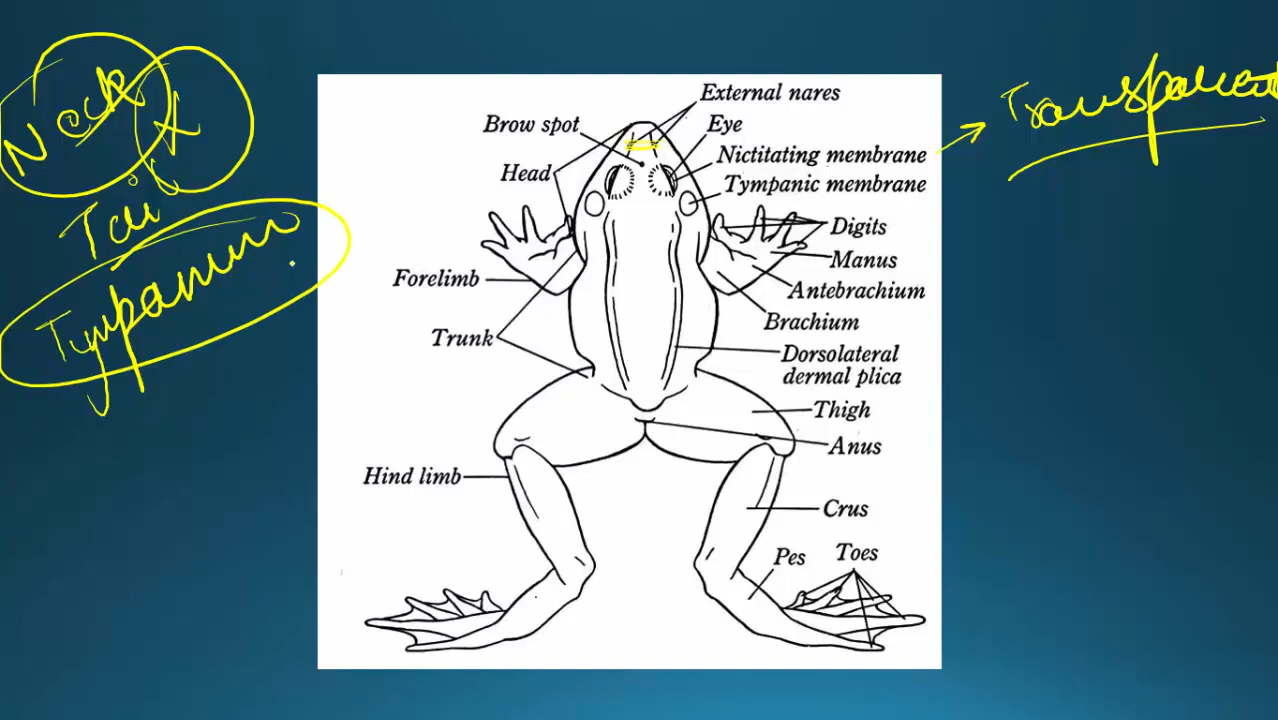 Neck X
Tail
Tympanum
Transparent
External nares
Brow spot
Eye
Nictitating membrane
Head
Tympanic membrane
Digits
Manus
Forelimb
Antebrachium
Brachium
Trunk
Dorsolateral
dermal plica
Thigh
Anus
Hind limb
Crus
Pes
Toes